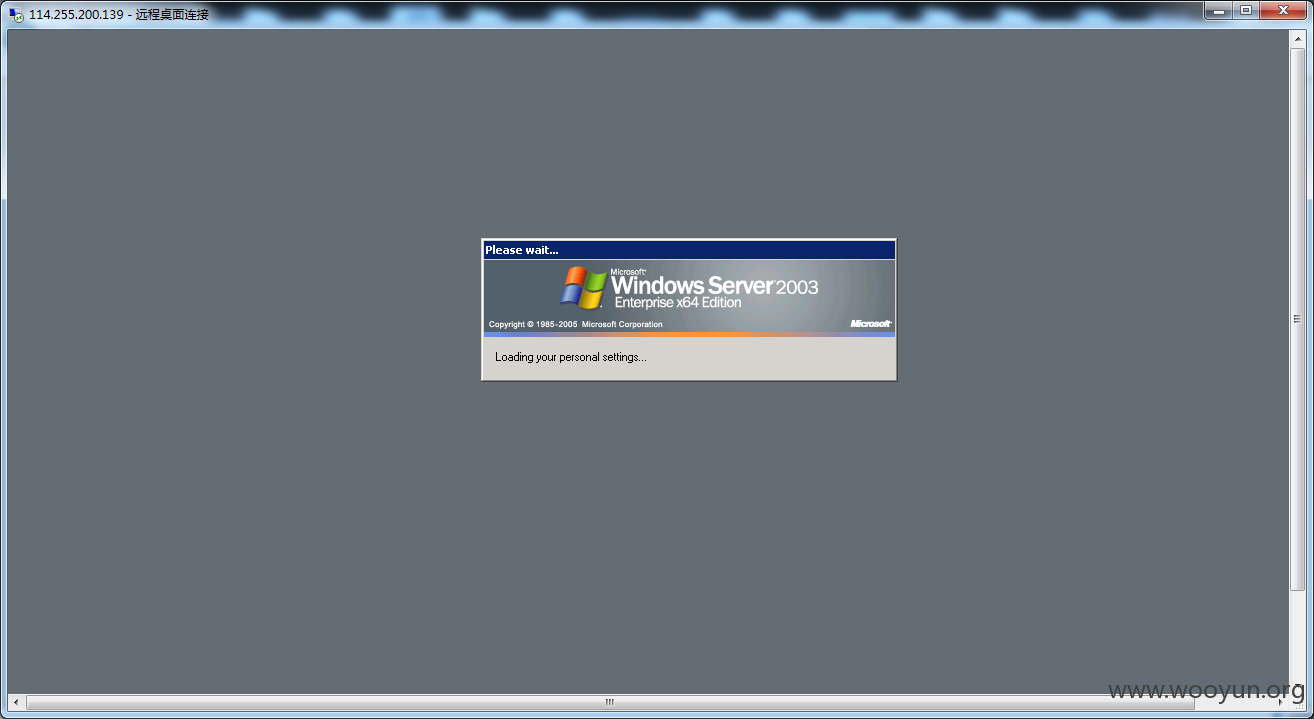 114.255.200.139 - 远程桌面连接
Please wait...
Microsoft
Windows Server 2003
Enterprise x64 Edition
Copyright © 1985-2005 Microsoft Corporation
Microsoft
Loading your personal settings...
www.wooyun.org